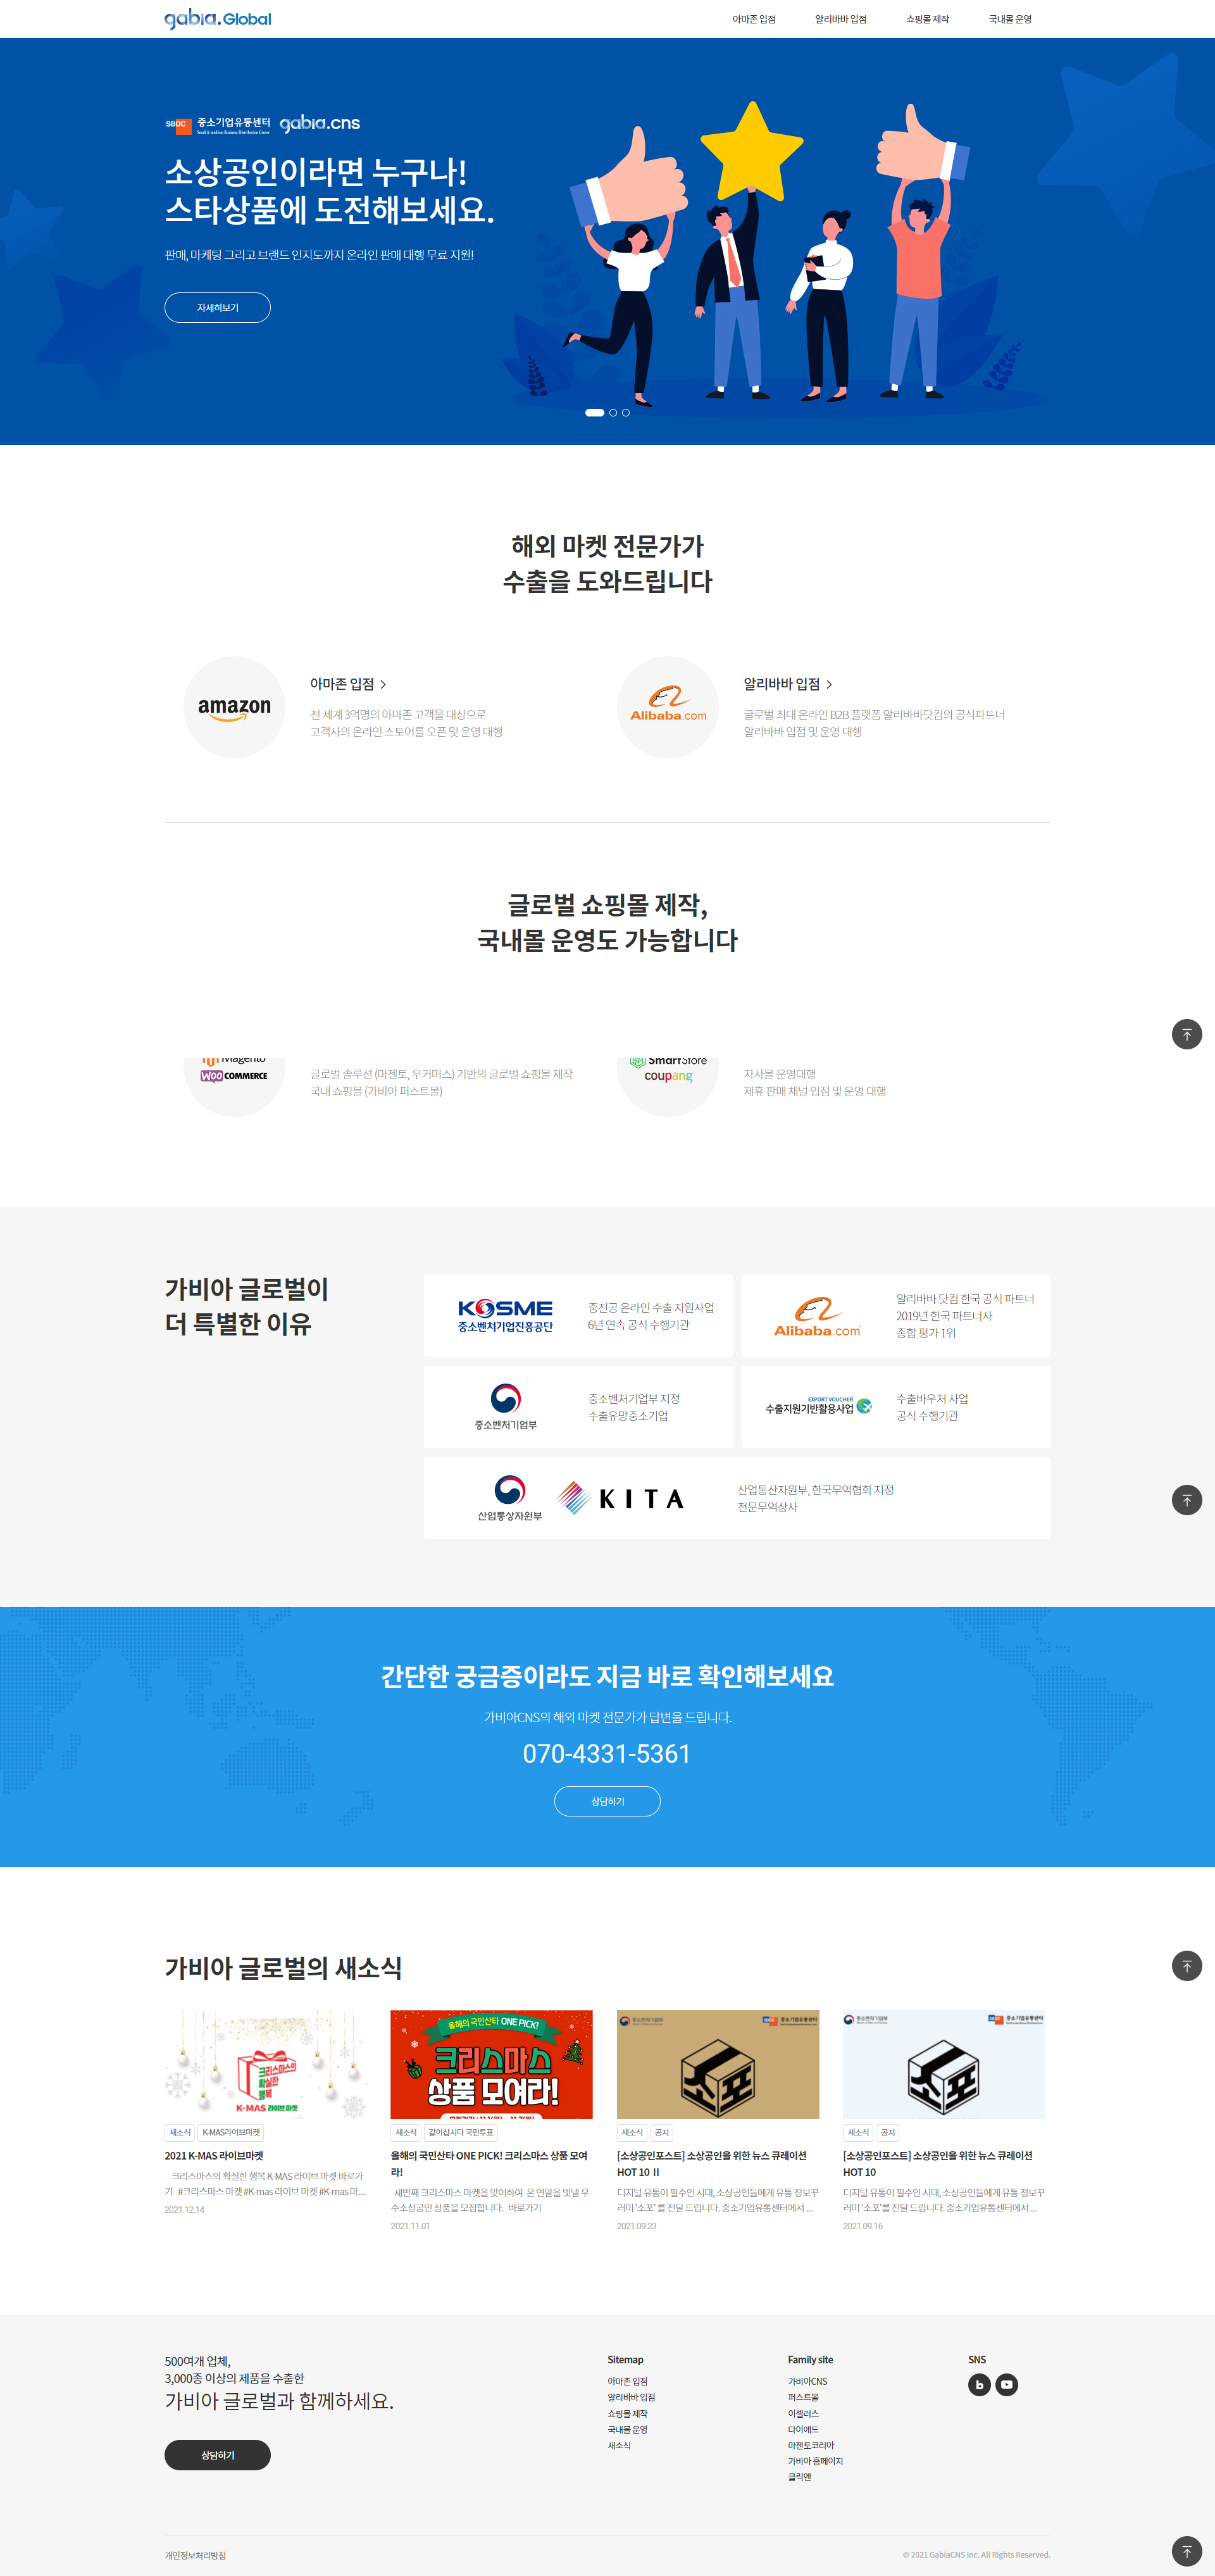 gabia.Global
아마존 입점
알리바바 입점
쇼핑몰 제작
국내몰 운영
SBDC 중소기업유통센터 gabia.cns
Small & medium Business Distribution Center
소상공인이라면 누구나!
스타상품에 도전해보세요.
판매, 마케팅 그리고 브랜드 인지도까지 온라인 판매 대행 무료 지원!
자세히보기
해외 마켓 전문가가
수출을 도와드립니다
amazon
아마존 입점
전 세계 3억명의 아마존 고객을 대상으로
고객사의 온라인 스토어를 오픈 및 운영 대행
Alibaba.com
알리바바 입점
글로벌 최대 온라인 B2B 플랫폼 알리바바닷컴의 공식파트너
알리바바 입점 및 운영 대행
글로벌 쇼핑몰 제작,
국내몰 운영도 가능합니다
Magento
WOO COMMERCE
글로벌 솔루션 (마젠토, 우커머스) 기반의 글로벌 쇼핑몰 제작
국내 쇼핑몰 (가비아 퍼스트몰)
SmartStore
coupang
자사몰 운영대행
제휴 판매 채널 입점 및 운영 대행
가비아 글로벌이
더 특별한 이유
KOSME
중소벤처기업진흥공단
중진공 온라인 수출 지원사업
6년 연속 공식 수행기관
Alibaba.com
알리바바 닷컴 한국 공식 파트너
2019년 한국 파트너사
종합 평가 1위
중소벤처기업부
중소벤처기업부 지정
수출유망중소기업
EXPORT VOUCHER
수출지원기반활용사업
수출바우처 사업
공식 수행기관
산업통상자원부
KITA
산업통산자원부, 한국무역협회 지정
전문무역상사
간단한 궁금증이라도 지금 바로 확인해보세요
가비아CNS의 해외 마켓 전문가가 답변을 드립니다.
070-4331-5361
상담하기
가비아 글로벌의 새소식
크리스마스의
확실한
행복
K-MAS 라이브 마켓
새소식
K-MAS라이브마켓
2021 K-MAS 라이브마켓
크리스마스의 확실한 행복 K-MAS 라이브 마켓 바로가
기 #크리스마스 마켓 #K-mas 라이브 마켓 #K-mas 마...
2021.12.14
올해의 국민산타 ONE PICK!
크리스마스
상품 모여라!
새소식
같이삽시다 국민투표
올해의 국민산타 ONE PICK! 크리스마스 상품 모여
라!
세번째 크리스마스 마켓을 맞이하여 온 연말을 빛낼 우
수소상공인 상품을 모집합니다. 바로가기
2021.11.01
중소벤처기업부
중소기업유통센터
소포
새소식
공지
[소상공인포스트] 소상공인을 위한 뉴스 큐레이션
HOT 10 II
디지털 유통이 필수인 시대, 소상공인들에게 유통 정보꾸
러미 '소포' 를 전달 드립니다. 중소기업유통센터에서 ...
2021.09.23
중소벤처기업부
중소기업유통센터
소포
새소식
공지
[소상공인포스트] 소상공인을 위한 뉴스 큐레이션
HOT 10
디지털 유통이 필수인 시대, 소상공인들에게 유통 정보꾸
러미 '소포'를 전달 드립니다. 중소기업유통센터에서 ...
2021.09.16
500여개 업체,
3,000종 이상의 제품을 수출한
가비아 글로벌과 함께하세요.
상담하기
Sitemap
아마존 입점
알리바바 입점
쇼핑몰 제작
국내몰 운영
새소식
Family site
가비아CNS
퍼스트몰
이셀러스
다이애드
마젠토코리아
가비아 홈페이지
클릭엔
SNS
b
개인정보처리방침
© 2021 GabiaCNS Inc. All Rights Reserved.